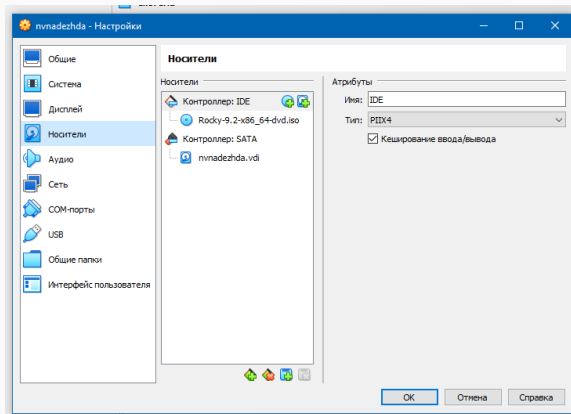 nvnadezhda - Настройки
Общие
Система
Дисплей
Носители
Аудио
Сеть
COM-порты
USB
Общие папки
Интерфейс пользователя
Носители
Носители
Контроллер: IDE
Rocky-9.2-x86_64-dvd.iso
Контроллер: SATA
nvnadezhda.vdi
Атрибуты
Имя: IDE
Тип: PIIX4
Кеширование ввода/вывода
OK Отмена Справка